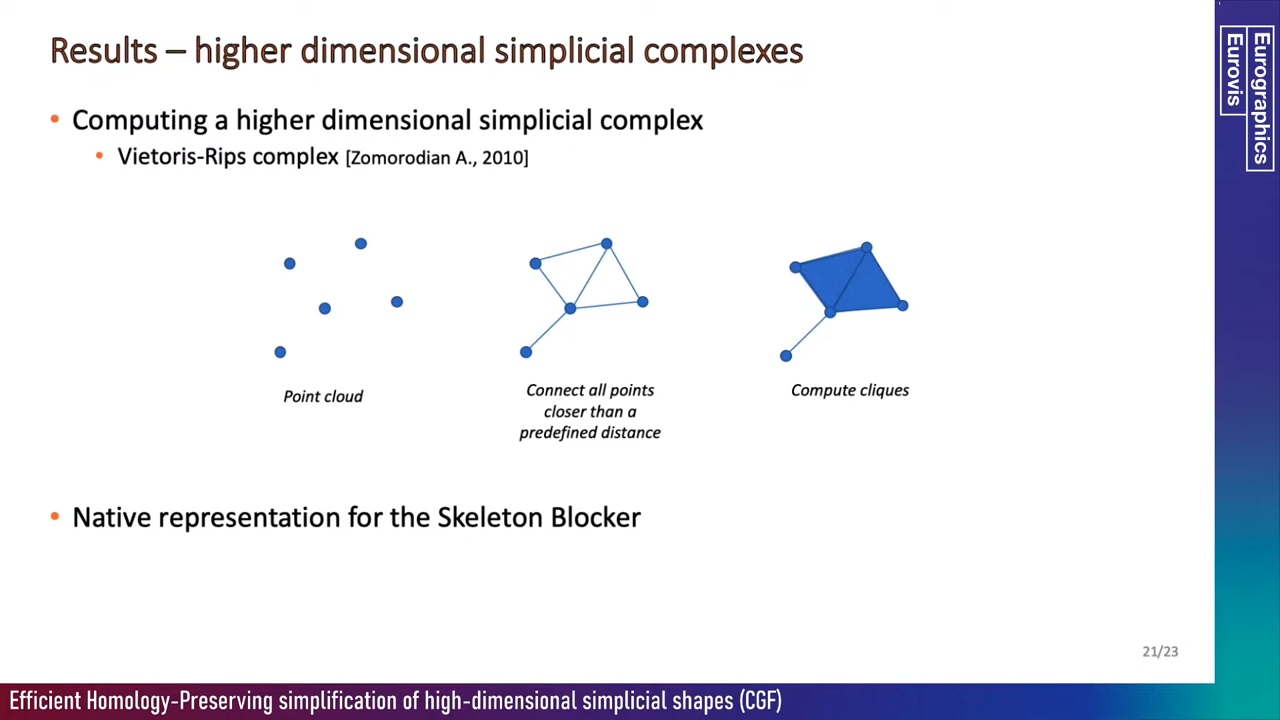 Results – higher dimensional simplicial complexes
• Computing a higher dimensional simplicial complex
• Vietoris-Rips complex [Zomorodian A., 2010]
Point cloud
Connect all points
closer than a
predefined distance
Compute cliques
• Native representation for the Skeleton Blocker
21/23
Eurographics
Eurovis
Efficient Homology-Preserving simplification of high-dimensional simplicial shapes (CGF)